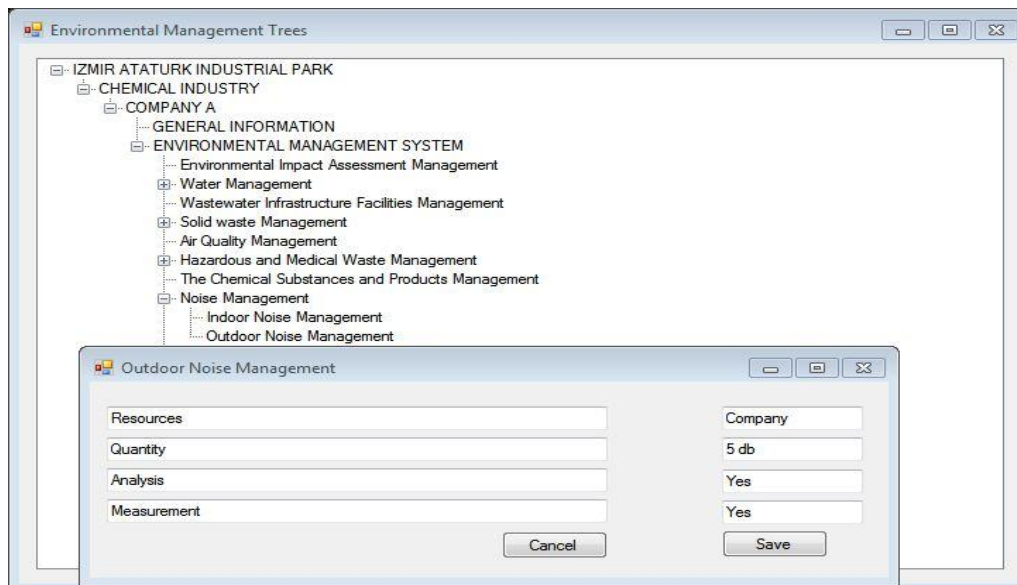 Environmental Management Trees
IZMIR ATATURK INDUSTRIAL PARK
CHEMICAL INDUSTRY
COMPANY A
GENERAL INFORMATION
ENVIRONMENTAL MANAGEMENT SYSTEM
Environmental Impact Assessment Management
Water Management
Wastewater Infrastructure Facilities Management
Solid waste Management
Air Quality Management
Hazardous and Medical Waste Management
The Chemical Substances and Products Management
Noise Management
Indoor Noise Management
Outdoor Noise Management
Outdoor Noise Management
Resources Company
Quantity 5 db
Analysis Yes
Measurement Yes
Cancel Save